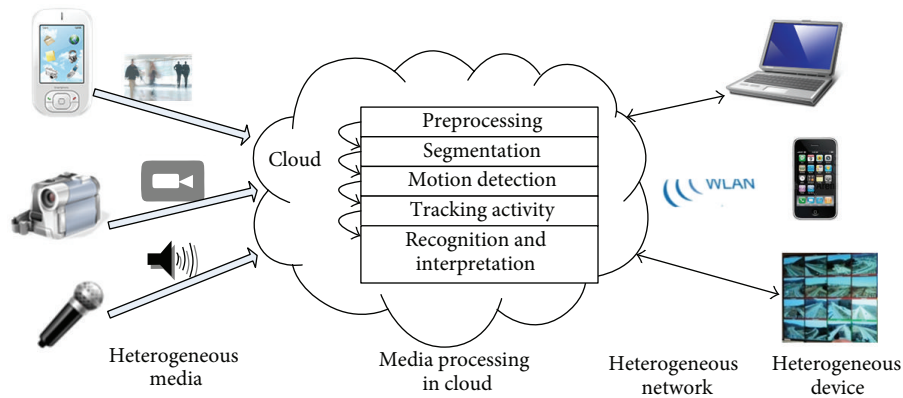 Cloud
Preprocessing
Segmentation
Motion detection
Tracking activity
Recognition and
interpretation
WLAN
Heterogeneous
media
Media processing
in cloud
Heterogeneous
network
Heterogeneous
device